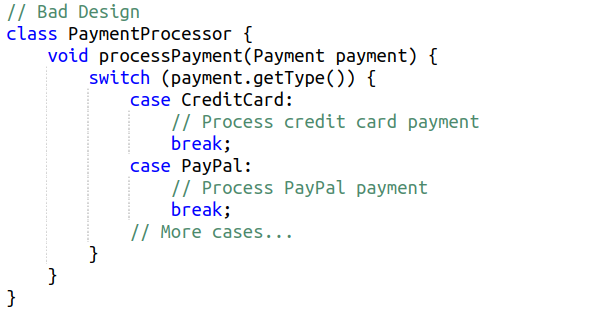 // Bad Design
class PaymentProcessor {
    void processPayment(Payment payment) {
        switch (payment.getType()) {
            case CreditCard:
                // Process credit card payment
                break;
            case PayPal:
                // Process PayPal payment
                break;
            // More cases...
        }
    }
}